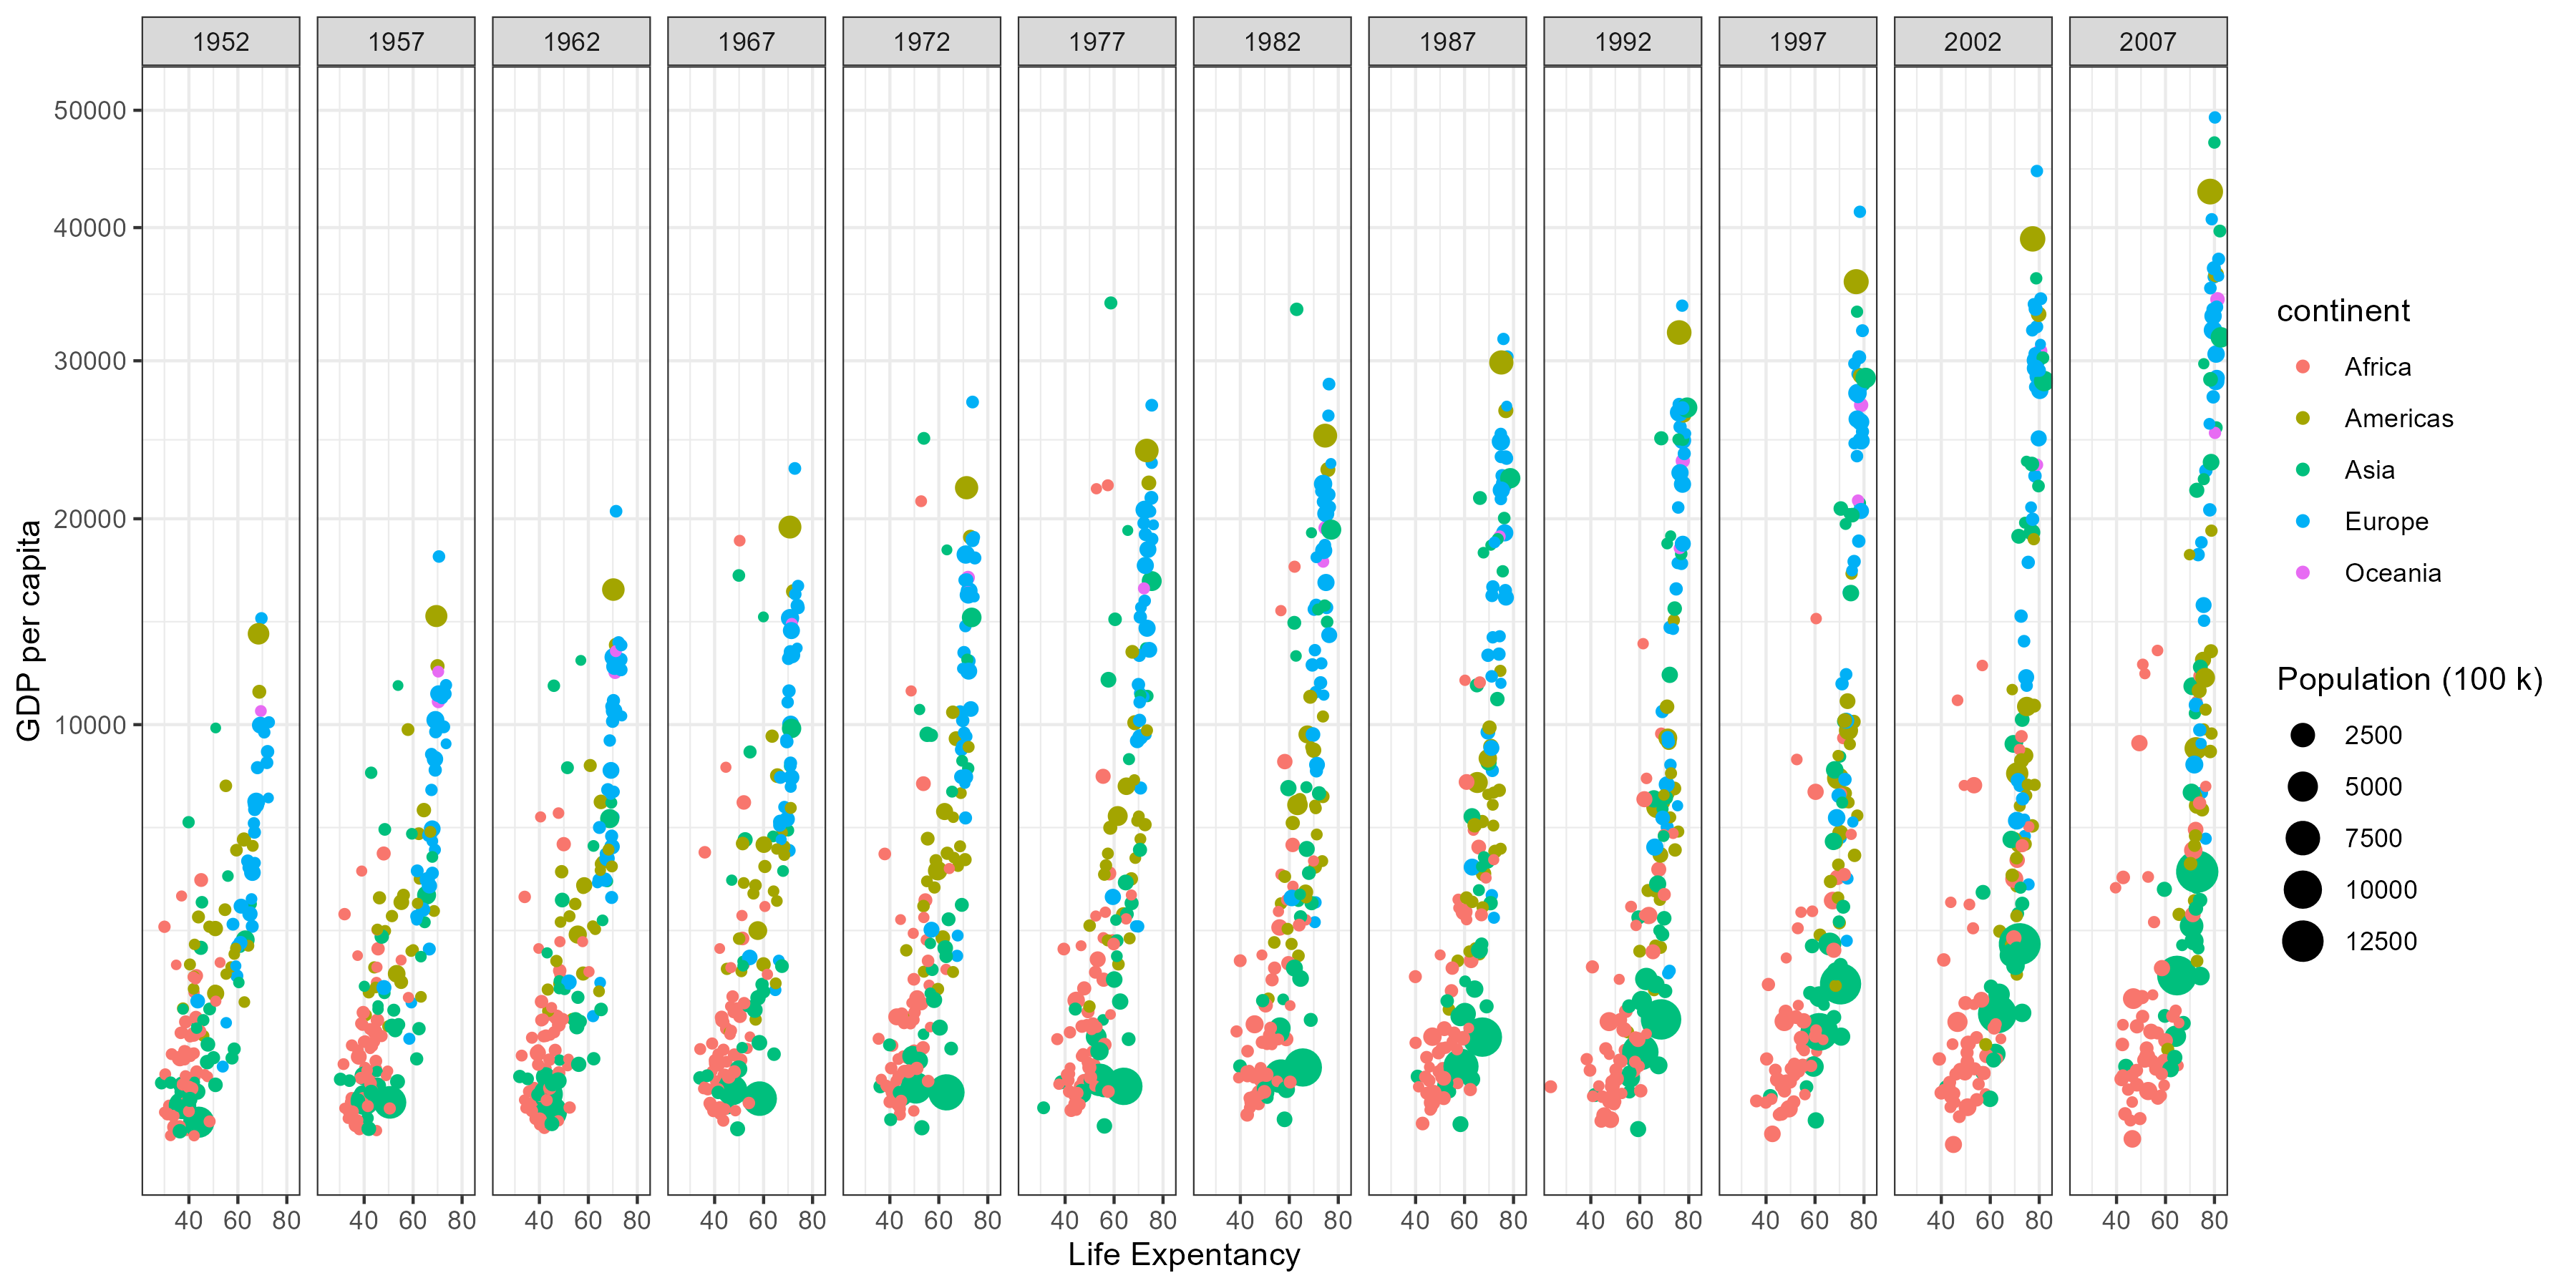 1952 1957 1962 1967 1972 1977 1982 1987 1992 1997 2002 2007
50000
40000
30000
20000
10000
GDP per capita
40 60 80 40 60 80 40 60 80 40 60 80 40 60 80 40 60 80 40 60 80 40 60 80 40 60 80 40 60 80 40 60 80 40 60 80
Life Expentancy
continent
Africa
Americas
Asia
Europe
Oceania
Population (100 k)
2500
5000
7500
10000
12500